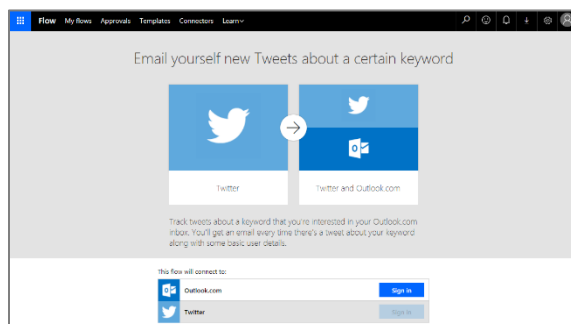 Flow My flows Approvals Templates Connectors Learn
Email yourself new Tweets about a certain keyword
Twitter
Twitter and Outlook.com
Track tweets about a keyword that you're interested in your Outlook.com
inbox. You'll get an email every time there's a tweet about your keyword
along with some basic user details.
This flow will connect to:
Outlook.com Sign in
Twitter Sign in